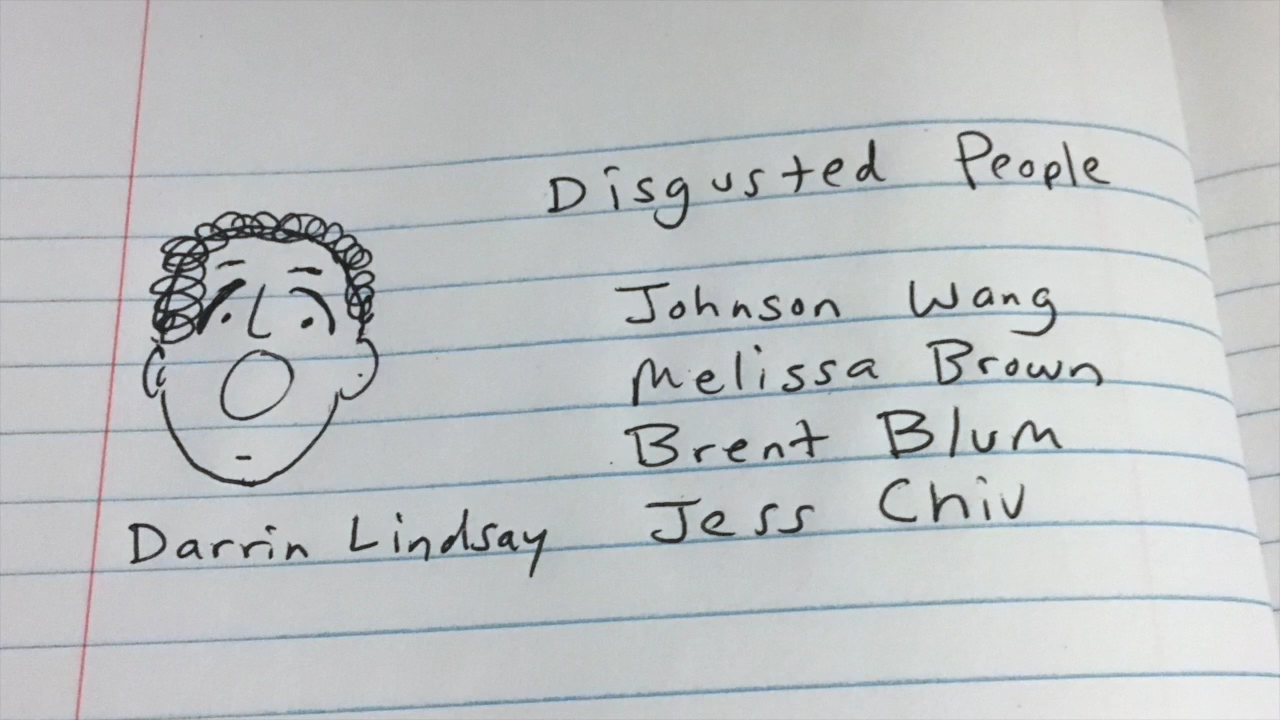 Disgusted People
Johnson Wang
Melissa Brown
Brent Blum
Jess Chiu
Darrin Lindsay